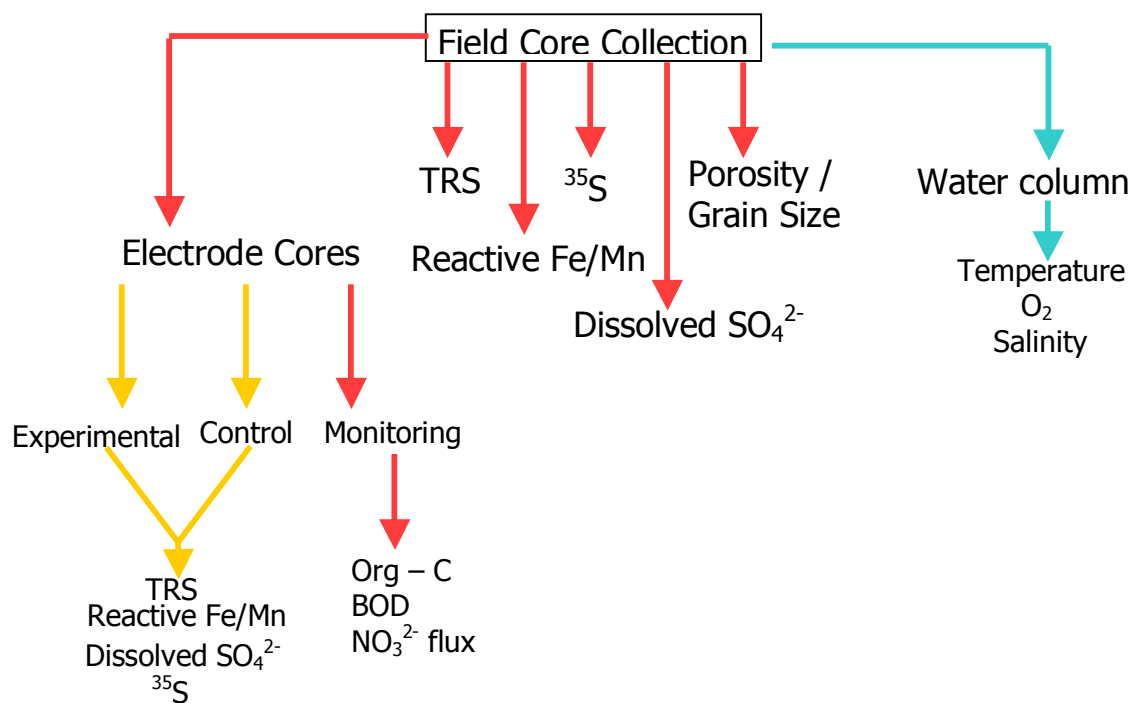 Field Core Collection
TRS
³⁵S
Porosity /
Grain Size
Water column
Electrode Cores
Reactive Fe/Mn
Temperature
O₂
Salinity
Dissolved SO₄²⁻
Experimental
Control
Monitoring
TRS
Reactive Fe/Mn
Dissolved SO₄²⁻
³⁵S
Org – C
BOD
NO₃²⁻ flux